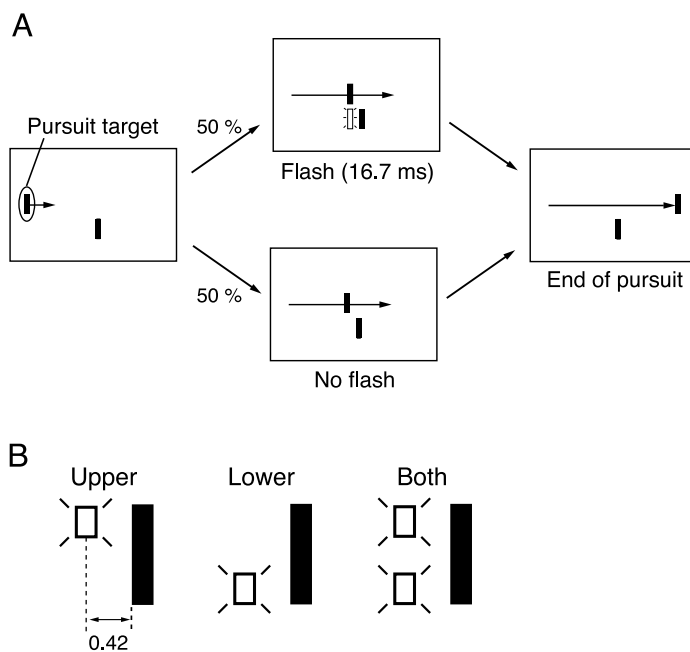 A
Pursuit target
50 %
Flash (16.7 ms)
50 %
End of pursuit
No flash
B
Upper
Lower
Both
0.42